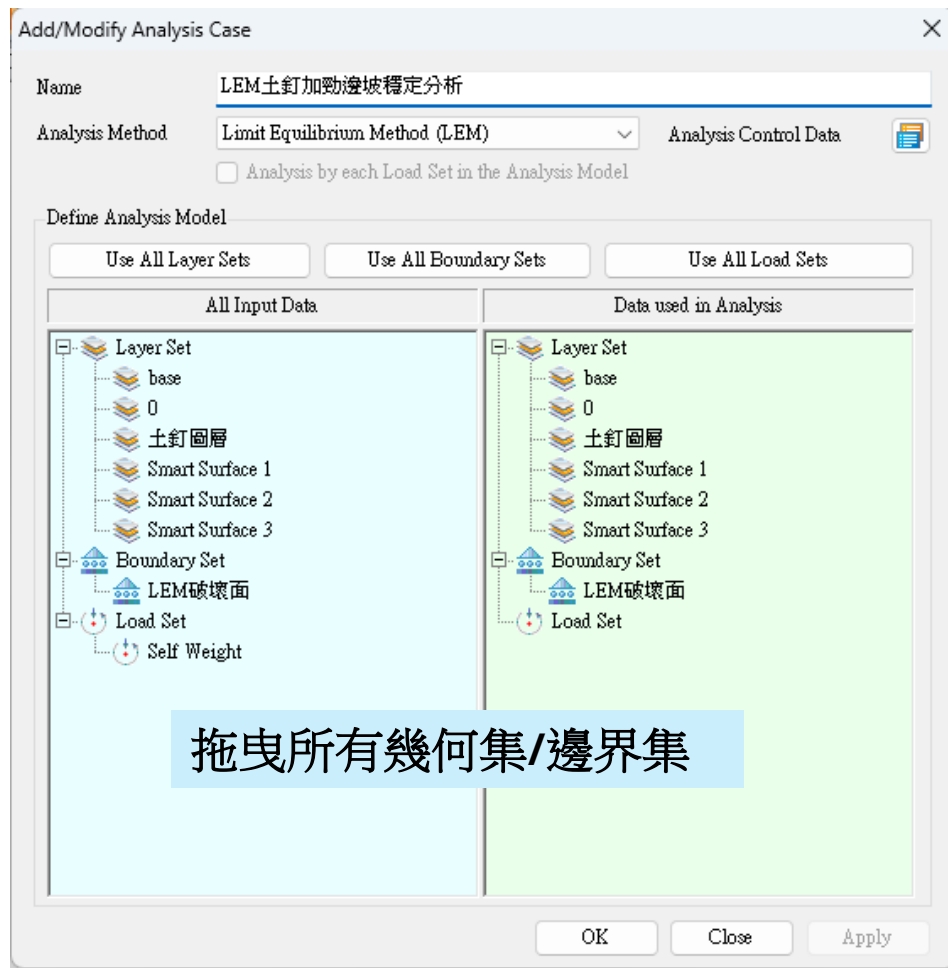 Add/Modify Analysis Case
Name LEM土釘加勁邊坡穩定分析
Analysis Method Limit Equilibrium Method (LEM) Analysis Control Data
Analysis by each Load Set in the Analysis Model
Define Analysis Model
Use All Layer Sets Use All Boundary Sets Use All Load Sets
All Input Data Data used in Analysis
Layer Set Layer Set
base base
0 0
土釘圖層 土釘圖層
Smart Surface 1 Smart Surface 1
Smart Surface 2 Smart Surface 2
Smart Surface 3 Smart Surface 3
Boundary Set Boundary Set
LEM破壞面 LEM破壞面
Load Set Load Set
Self Weight
拖曳所有幾何集/邊界集
OK Close Apply